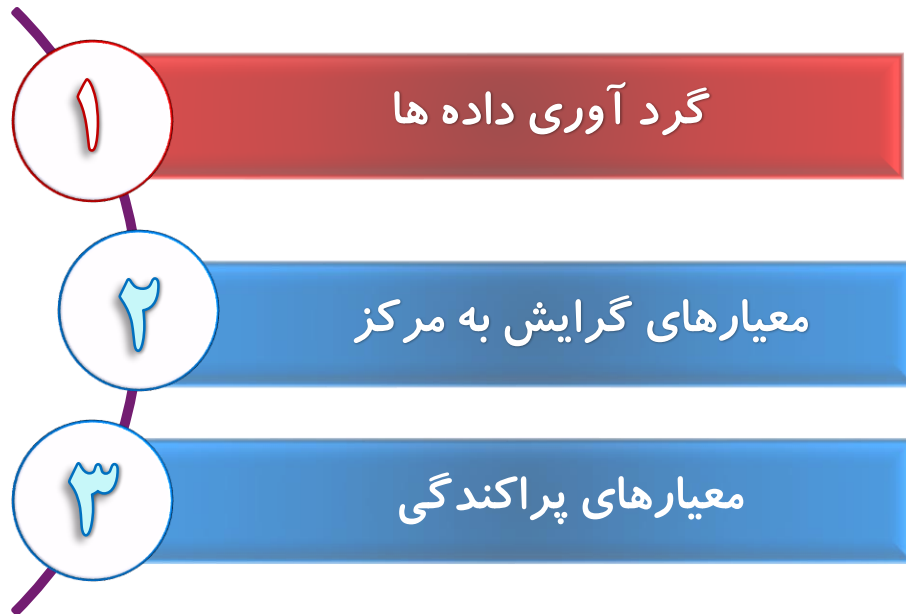 ۱
گرد آوری داده ها
۲
معیارهای گرایش به مرکز
۳
معیارهای پراکندگی